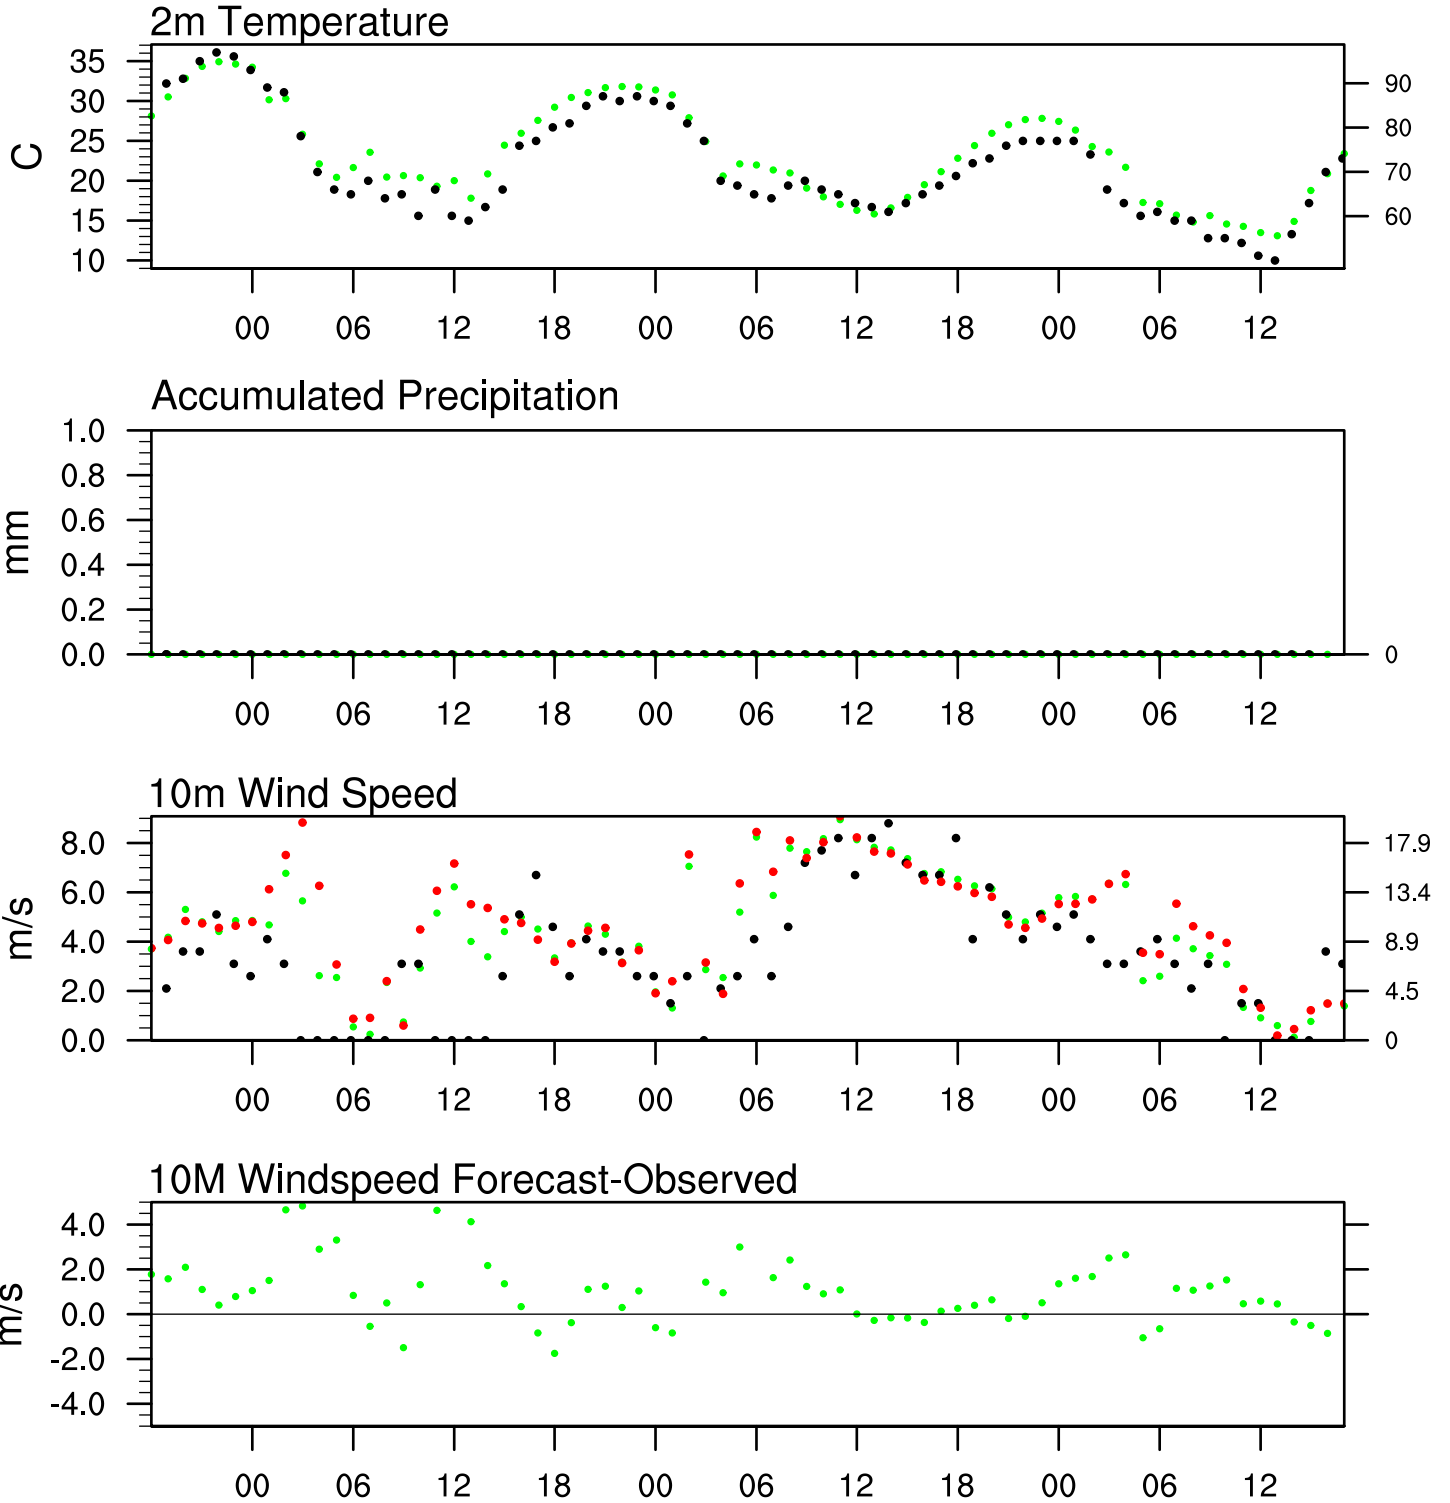 2m Temperature
C
35
30
25
20
15
10
90
80
70
60
00 06 12 18 00 06 12 18 00 06 12
Accumulated Precipitation
mm
1.0
0.8
0.6
0.4
0.2
0.0
0
00 06 12 18 00 06 12 18 00 06 12
10m Wind Speed
m/s
8.0
6.0
4.0
2.0
0.0
17.9
13.4
8.9
4.5
0
00 06 12 18 00 06 12 18 00 06 12
10M Windspeed Forecast-Observed
m/s
4.0
2.0
0.0
-2.0
-4.0
00 06 12 18 00 06 12 18 00 06 12